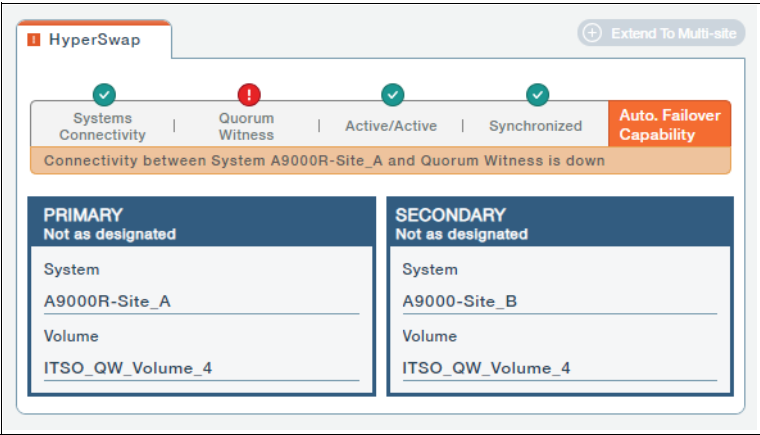 HyperSwap
Extend To Multi-site
Systems Connectivity | Quorum Witness | Active/Active | Synchronized
Auto. Failover Capability
Connectivity between System A9000R-Site_A and Quorum Witness is down
PRIMARY
Not as designated
System
A9000R-Site_A
Volume
ITSO_QW_Volume_4
SECONDARY
Not as designated
System
A9000-Site_B
Volume
ITSO_QW_Volume_4